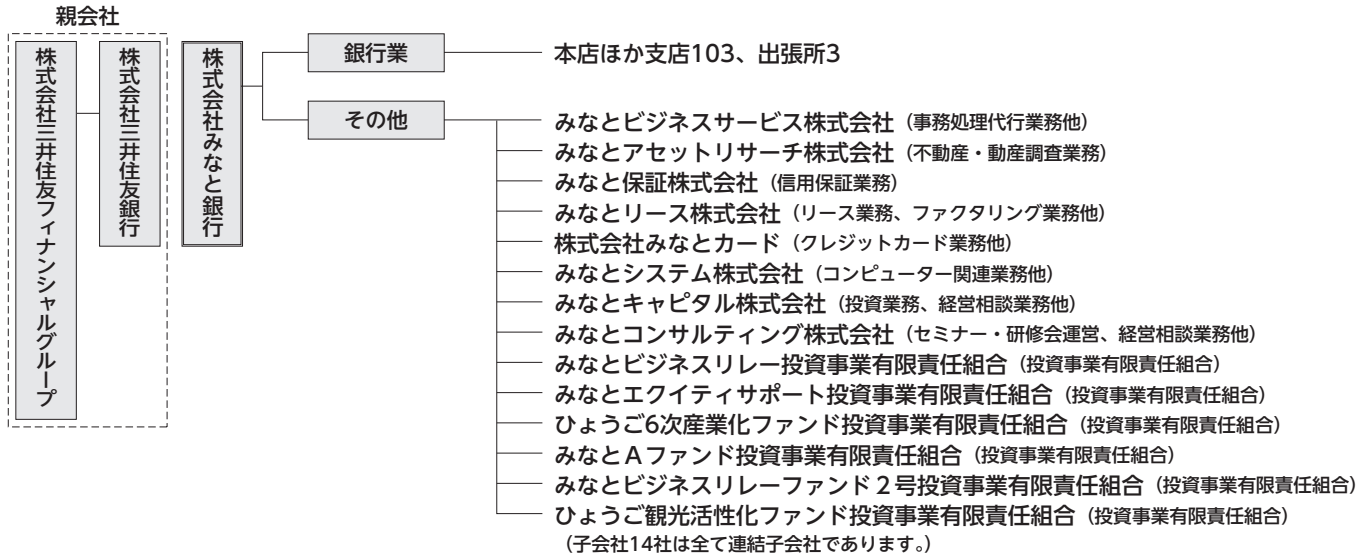 親会社
株式会社三井住友フィナンシャルグループ
株式会社三井住友銀行
株式会社みなと銀行
銀行業
本店ほか支店103、出張所3
その他
みなとビジネスサービス株式会社（事務処理代行業務他）
みなとアセットリサーチ株式会社（不動産・動産調査業務）
みなと保証株式会社（信用保証業務）
みなとリース株式会社（リース業務、ファクタリング業務他）
株式会社みなとカード（クレジットカード業務他）
みなとシステム株式会社（コンピューター関連業務他）
みなとキャピタル株式会社（投資業務、経営相談業務他）
みなとコンサルティング株式会社（セミナー・研修会運営、経営相談業務他）
みなとビジネスリレー投資事業有限責任組合（投資事業有限責任組合）
みなとエクイティサポート投資事業有限責任組合（投資事業有限責任組合）
ひょうご6次産業化ファンド投資事業有限責任組合（投資事業有限責任組合）
みなとＡファンド投資事業有限責任組合（投資事業有限責任組合）
みなとビジネスリレーファンド２号投資事業有限責任組合（投資事業有限責任組合）
ひょうご観光活性化ファンド投資事業有限責任組合（投資事業有限責任組合）
（子会社14社は全て連結子会社であります。）